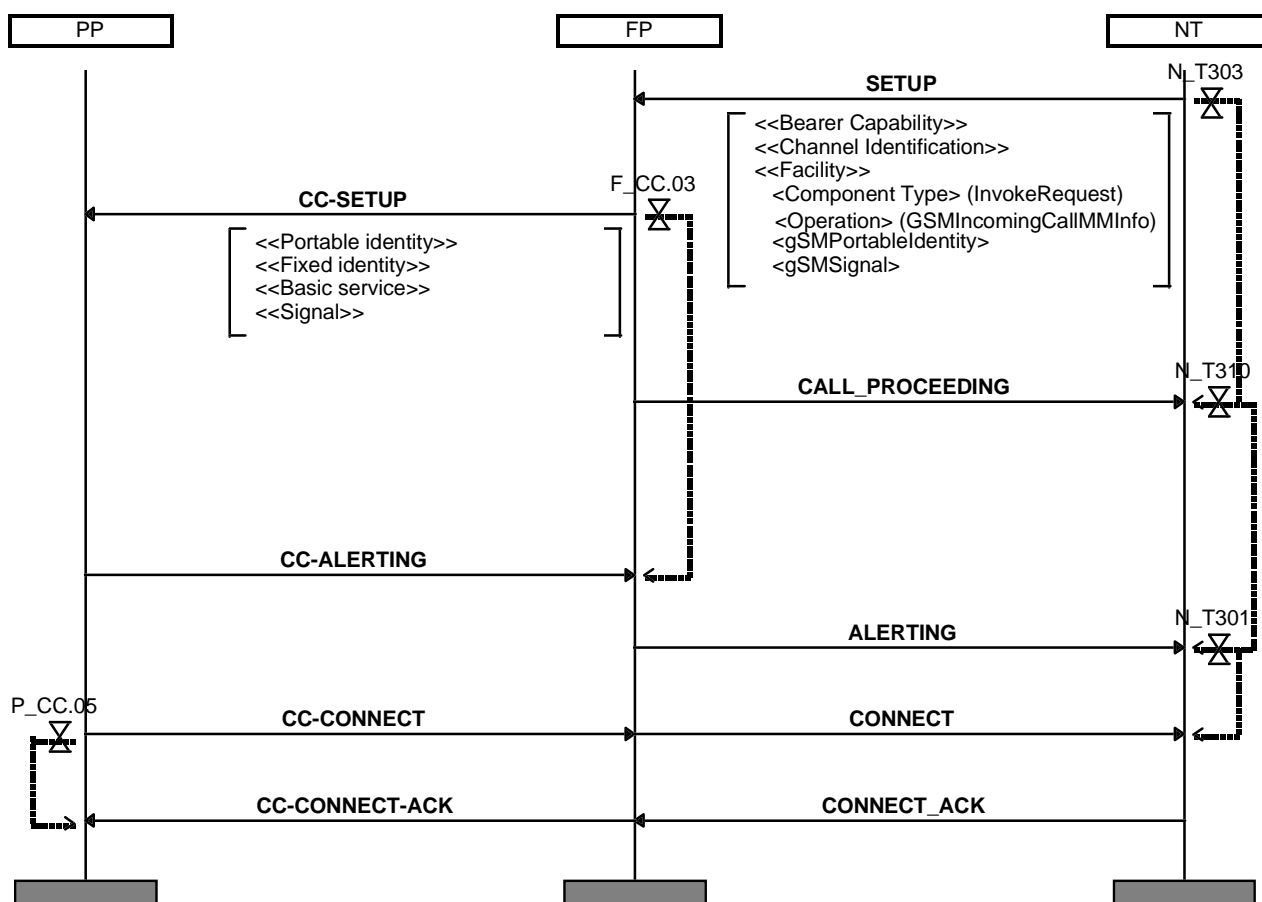 PP
FP
NT
N_T303
SETUP
<<Bearer Capability>>
<<Channel Identification>>
<<Facility>>
<Component Type> (InvokeRequest)
<Operation> (GSMIncomingCallMMInfo)
<gSMPortableIdentity>
<gSMSignal>
F_CC.03
CC-SETUP
<<Portable identity>>
<<Fixed identity>>
<<Basic service>>
<<Signal>>
N_T310
CALL_PROCEEDING
CC-ALERTING
N_T301
ALERTING
P_CC.05
CC-CONNECT
CONNECT
CC-CONNECT-ACK
CONNECT_ACK